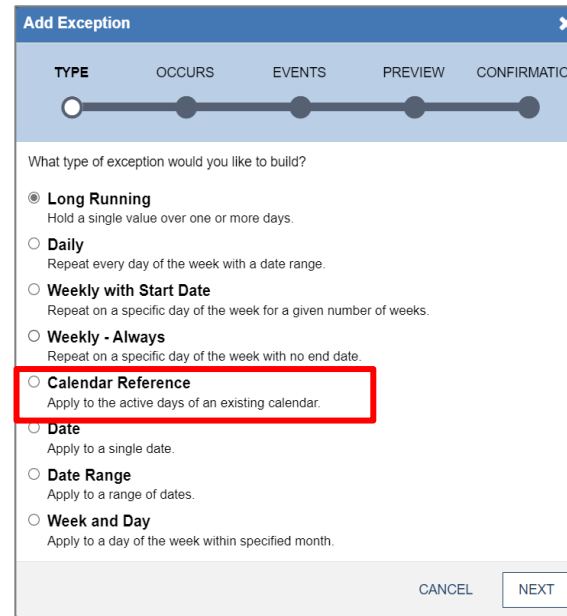 Add Exception
TYPE OCCURS EVENTS PREVIEW CONFIRMATIO
What type of exception would you like to build?
Long Running
Hold a single value over one or more days.
Daily
Repeat every day of the week with a date range.
Weekly with Start Date
Repeat on a specific day of the week for a given number of weeks.
Weekly - Always
Repeat on a specific day of the week with no end date.
Calendar Reference
Apply to the active days of an existing calendar.
Date
Apply to a single date.
Date Range
Apply to a range of dates.
Week and Day
Apply to a day of the week within specified month.
CANCEL NEXT